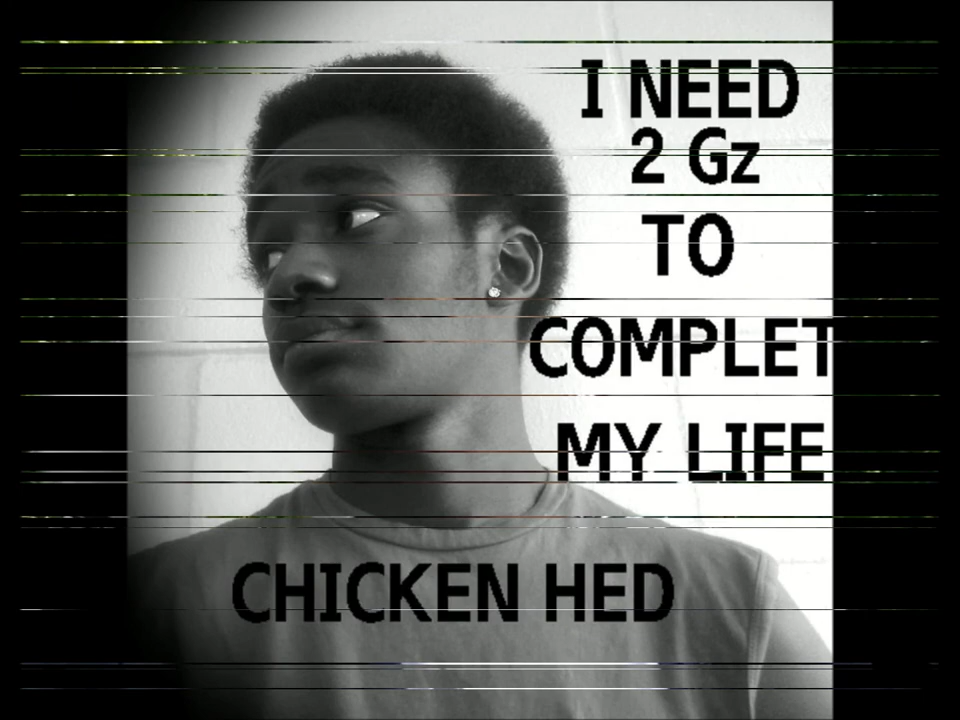 I NEED
2 Gz
TO
COMPLET
MY LIFE
CHICKEN HED